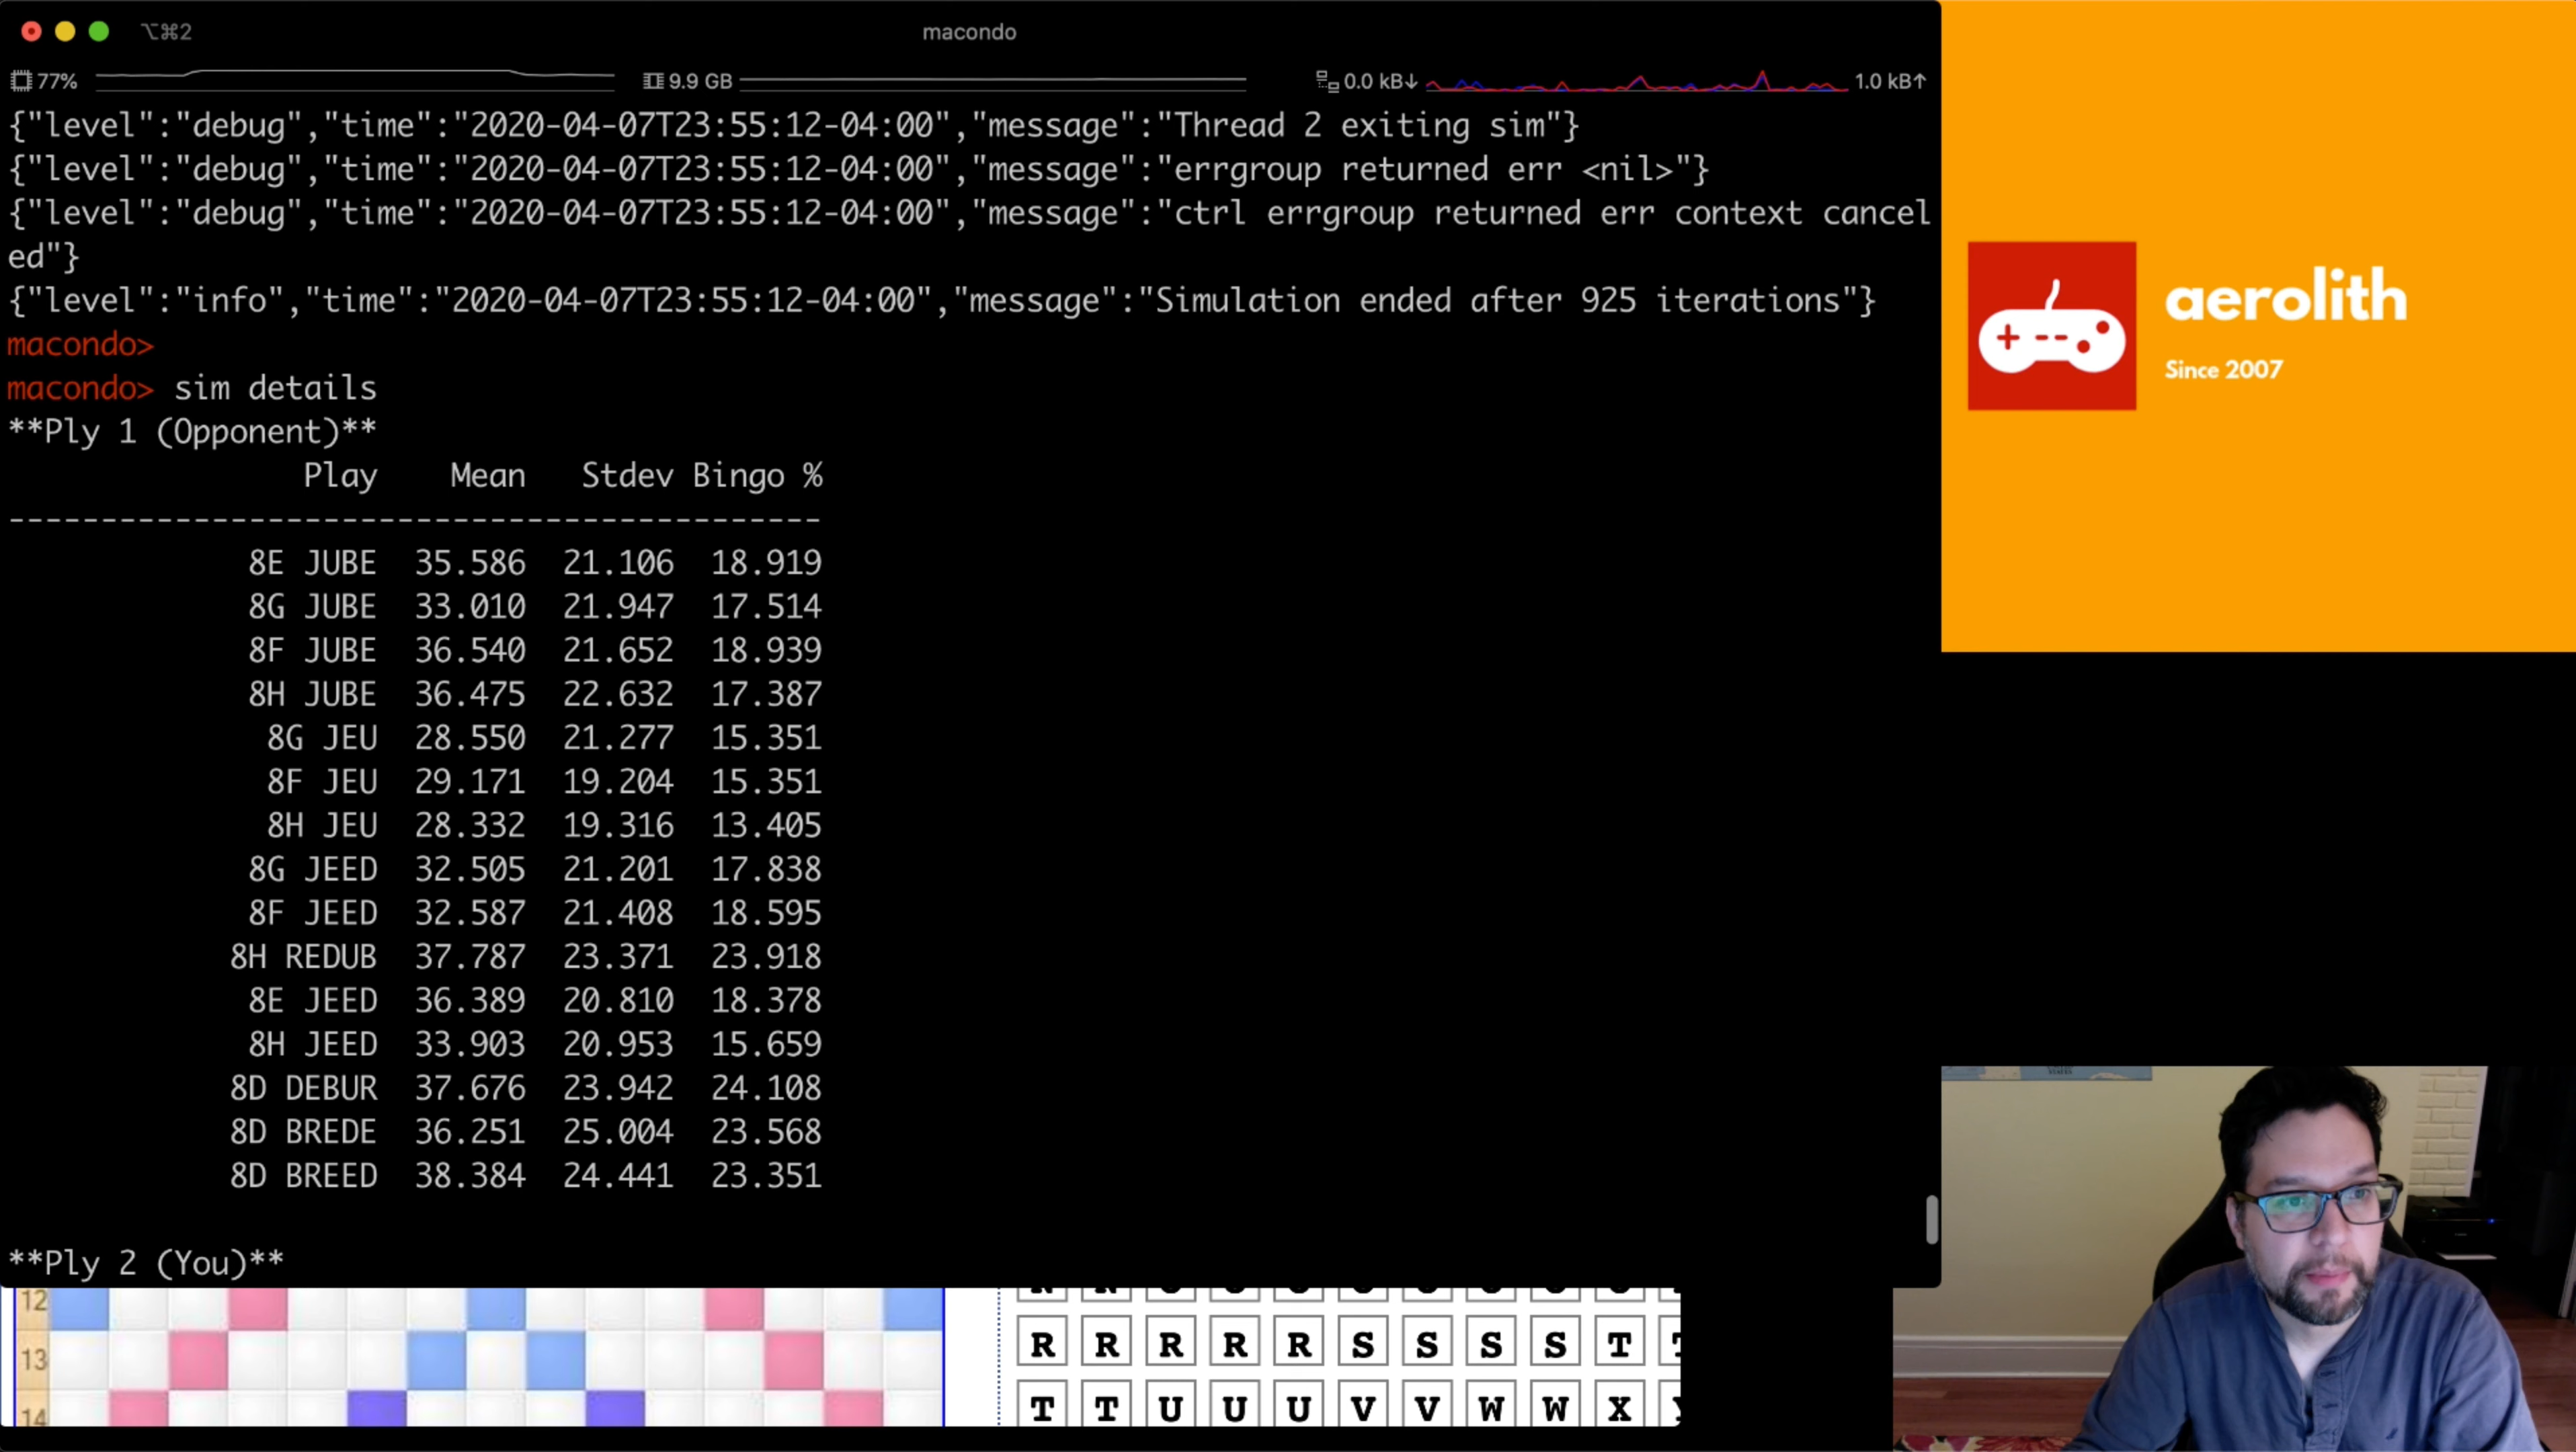 ⌥⌘2
macondo
77%
9.9 GB
0.0 kB↓
1.0 kB↑
{"level":"debug","time":"2020-04-07T23:55:12-04:00","message":"Thread 2 exiting sim"}
{"level":"debug","time":"2020-04-07T23:55:12-04:00","message":"errgroup returned err <nil>"}
{"level":"debug","time":"2020-04-07T23:55:12-04:00","message":"ctrl errgroup returned err context cancel
ed"}
{"level":"info","time":"2020-04-07T23:55:12-04:00","message":"Simulation ended after 925 iterations"}
macondo>
macondo> sim details
**Ply 1 (Opponent)**
Play Mean Stdev Bingo %
--------------------------------------------
8E JUBE 35.586 21.106 18.919
8G JUBE 33.010 21.947 17.514
8F JUBE 36.540 21.652 18.939
8H JUBE 36.475 22.632 17.387
8G JEU 28.550 21.277 15.351
8F JEU 29.171 19.204 15.351
8H JEU 28.332 19.316 13.405
8G JEED 32.505 21.201 17.838
8F JEED 32.587 21.408 18.595
8H REDUB 37.787 23.371 23.918
8E JEED 36.389 20.810 18.378
8H JEED 33.903 20.953 15.659
8D DEBUR 37.676 23.942 24.108
8D BREDE 36.251 25.004 23.568
8D BREED 38.384 24.441 23.351
**Ply 2 (You)**
aerolith
Since 2007
12
13
14
R R R R R S S S S T
T T U U U V V W W X